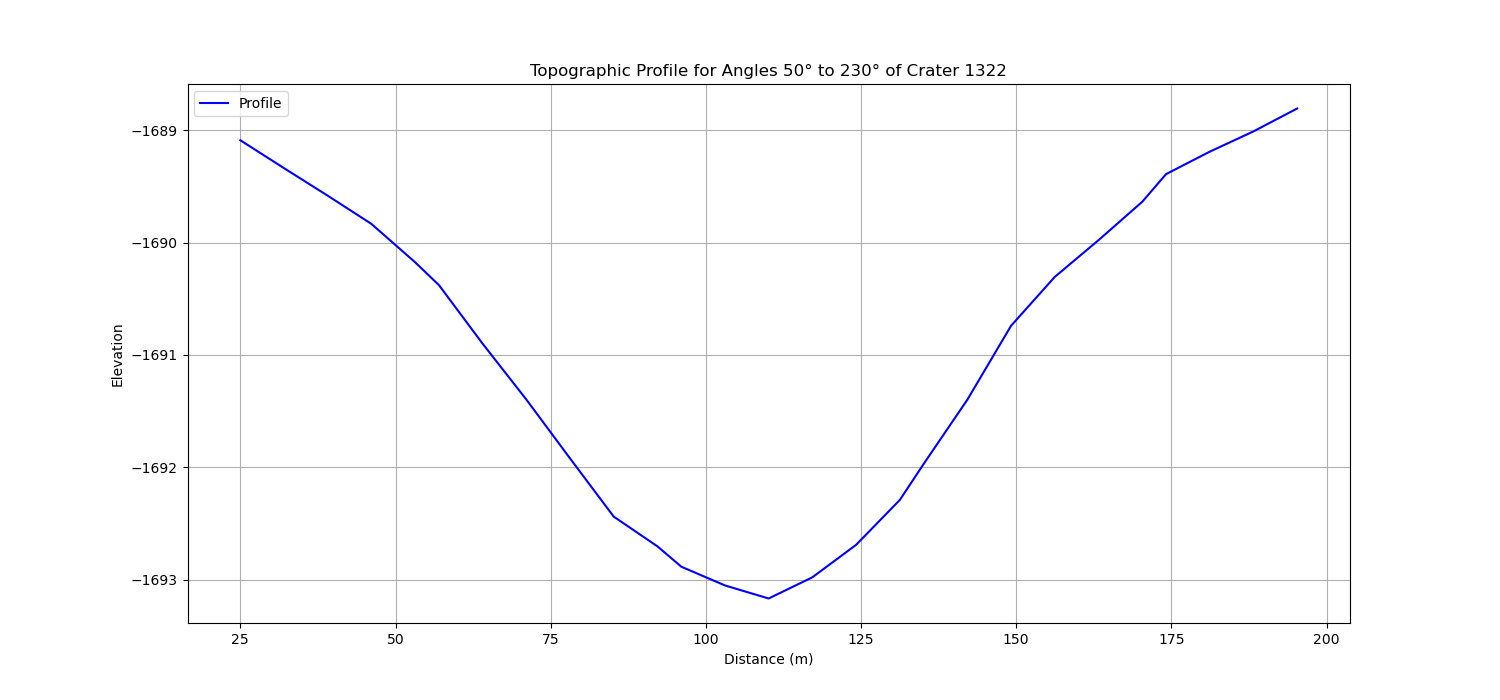 Topographic Profile for Angles 50° to 230° of Crater 1322
Profile
−1689
−1690
−1691
−1692
−1693
Elevation
25 50 75 100 125 150 175 200
Distance (m)